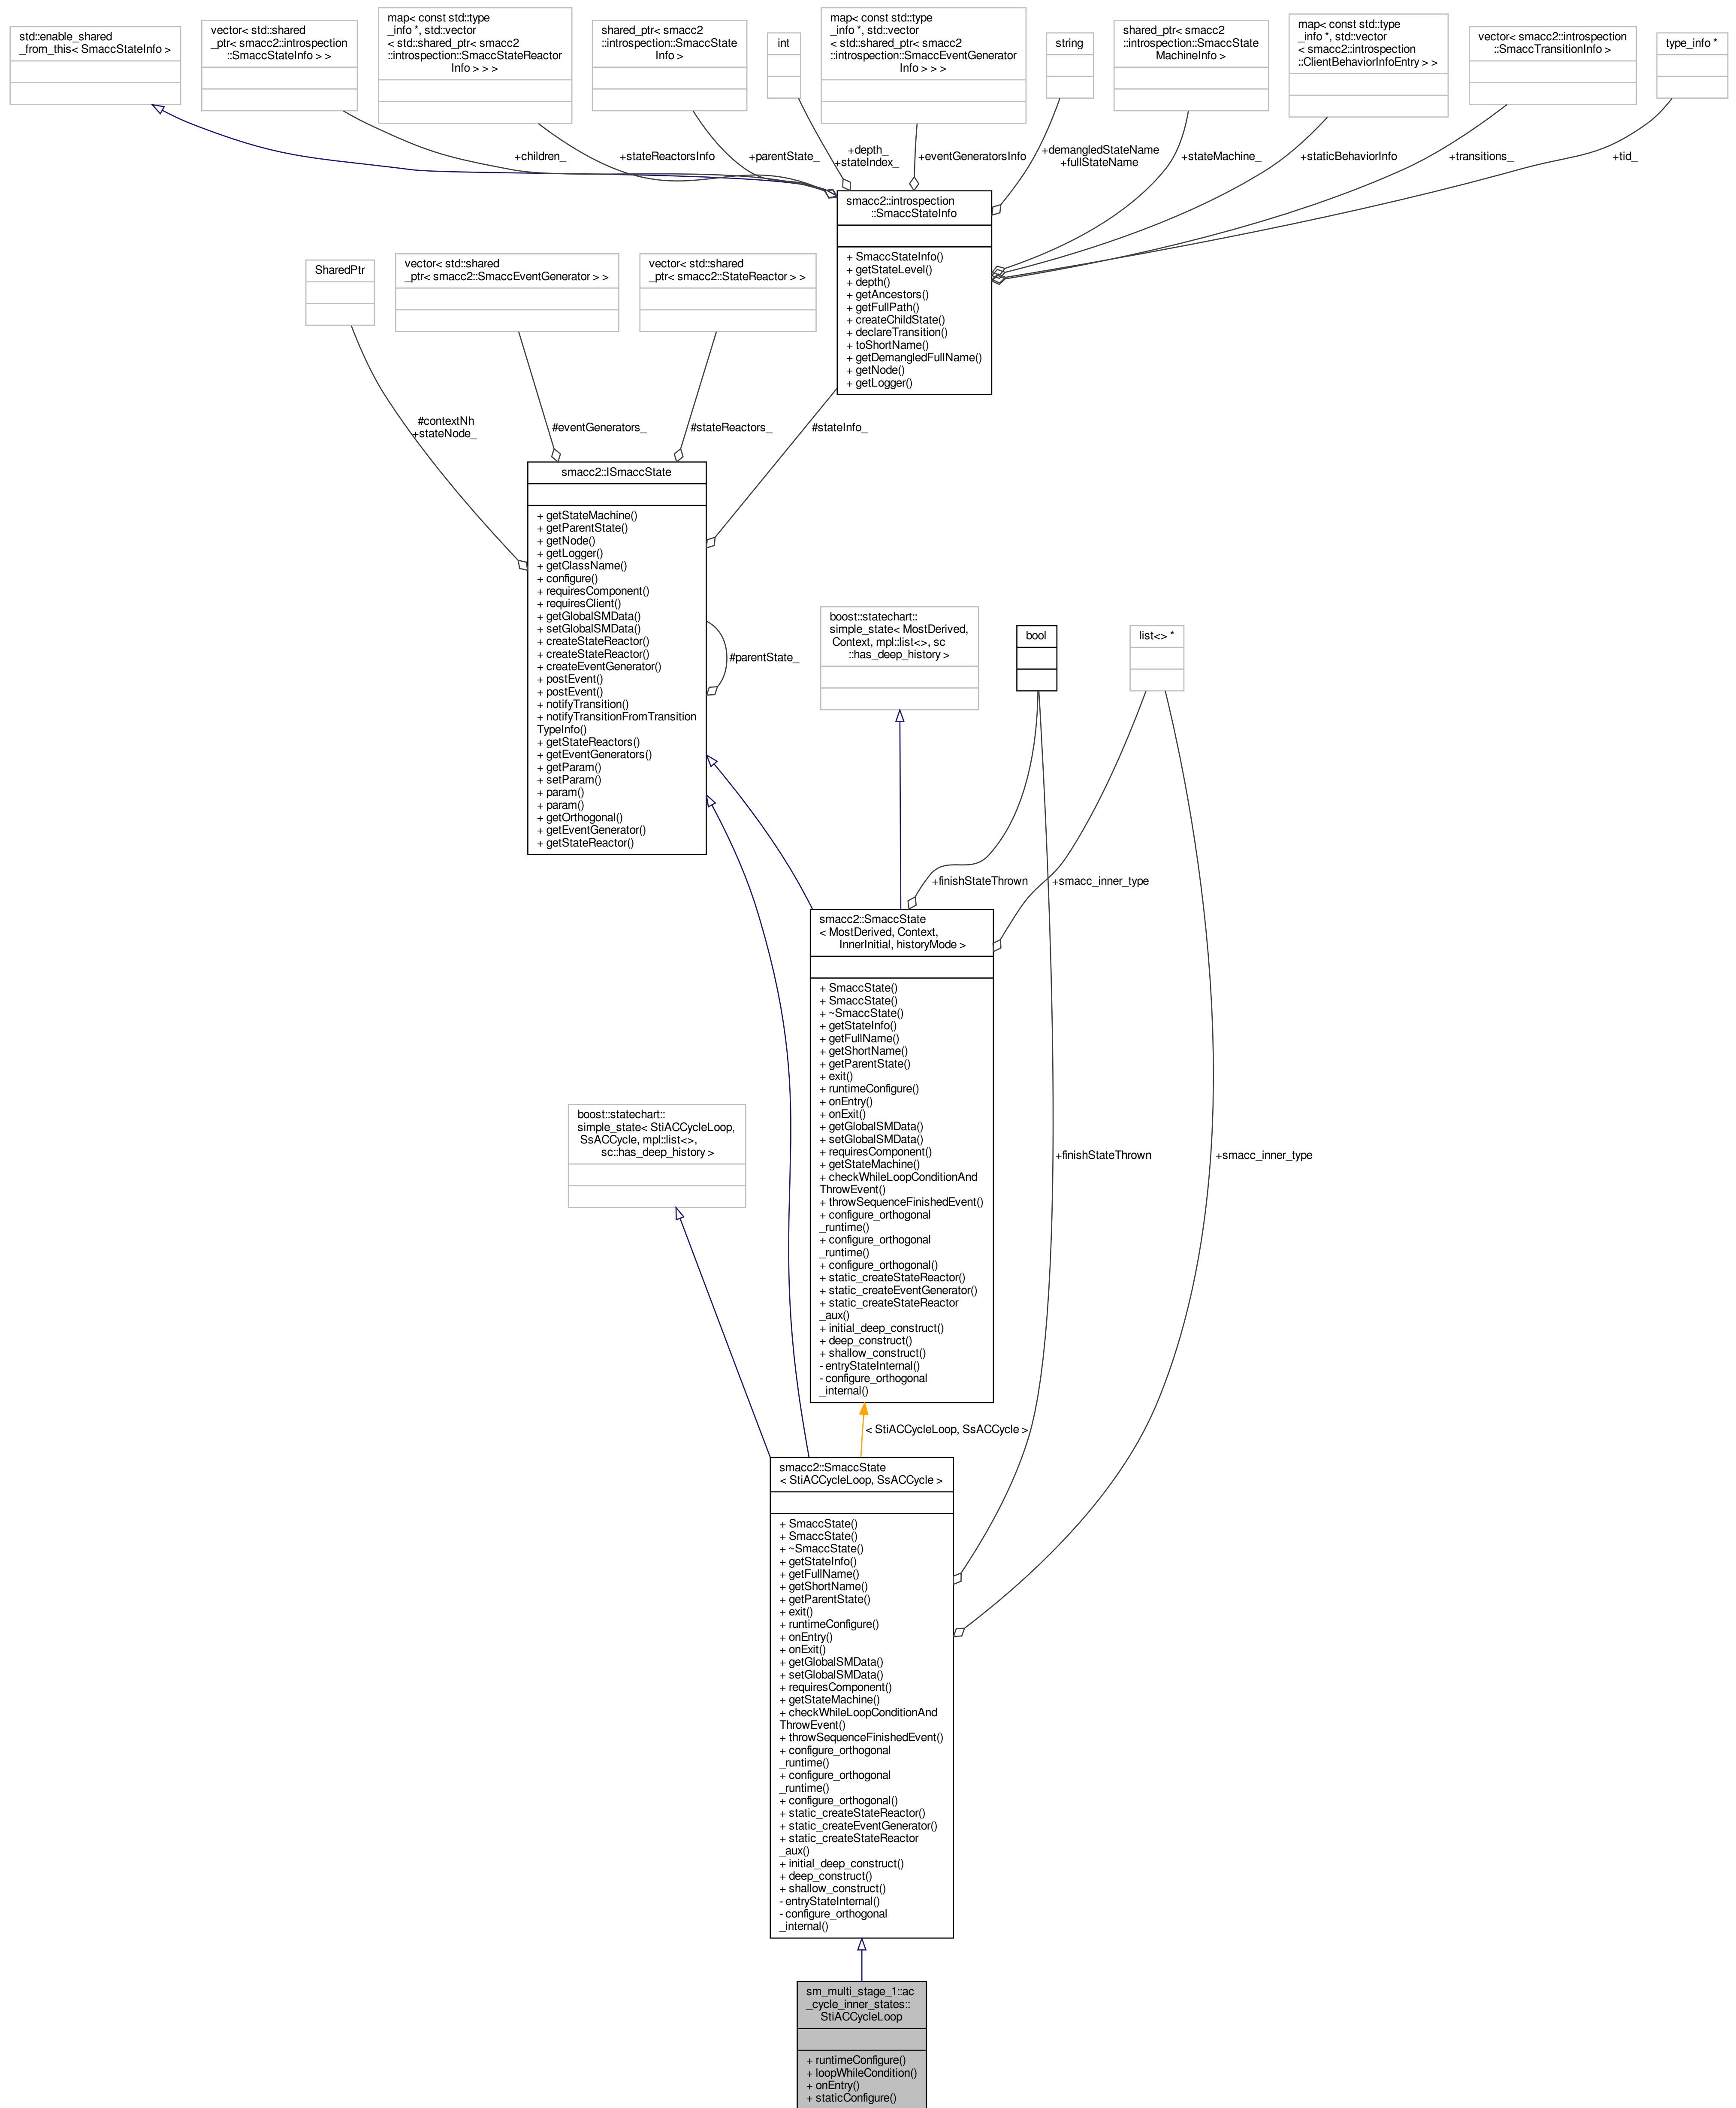 std::enable_shared
_from_this< SmaccStateInfo >
vector< std::shared
_ptr< smacc2::introspection
::SmaccStateInfo > >
map< const std::type
_info *, std::vector
< std::shared_ptr< smacc2
::introspection::SmaccStateReactor
Info > > >
shared_ptr< smacc2
::introspection::SmaccState
Info >
int
map< const std::type
_info *, std::vector
< std::shared_ptr< smacc2
::introspection::SmaccEventGenerator
Info > > >
string
shared_ptr< smacc2
::introspection::SmaccState
MachineInfo >
map< const std::type
_info *, std::vector
< smacc2::introspection
::ClientBehaviorInfoEntry > >
vector< smacc2::introspection
::SmaccTransitionInfo >
type_info *
+children_
+stateReactorsInfo
+parentState_
+depth_
+stateIndex_
+eventGeneratorsInfo
+demangledStateName
+fullStateName
+stateMachine_
+staticBehaviorInfo
+transitions_
+tid_
smacc2::introspection
::SmaccStateInfo
+ SmaccStateInfo()
+ getStateLevel()
+ depth()
+ getAncestors()
+ getFullPath()
+ createChildState()
+ declareTransition()
+ toShortName()
+ getDemangledFullName()
+ getNode()
+ getLogger()
SharedPtr
vector< std::shared
_ptr< smacc2::SmaccEventGenerator > >
vector< std::shared
_ptr< smacc2::StateReactor > >
#contextNh
+stateNode_
#eventGenerators_
#stateReactors_
#stateInfo_
smacc2::ISmaccState
+ getStateMachine()
+ getParentState()
+ getNode()
+ getLogger()
+ getClassName()
+ configure()
+ requiresComponent()
+ requiresClient()
+ getGlobalSMData()
+ setGlobalSMData()
+ createStateReactor()
+ createStateReactor()
+ createEventGenerator()
+ postEvent()
+ postEvent()
+ notifyTransition()
+ notifyTransitionFromTransition
TypeInfo()
+ getStateReactors()
+ getEventGenerators()
+ getParam()
+ setParam()
+ param()
+ param()
+ getOrthogonal()
+ getEventGenerator()
+ getStateReactor()
#parentState_
boost::statechart::
simple_state< MostDerived,
Context, mpl::list<>, sc
::has_deep_history >
bool
list<> *
+finishStateThrown
+smacc_inner_type
smacc2::SmaccState
< MostDerived, Context,
InnerInitial, historyMode >
+ SmaccState()
+ SmaccState()
+ ~SmaccState()
+ getStateInfo()
+ getFullName()
+ getShortName()
+ getParentState()
+ exit()
+ runtimeConfigure()
+ onEntry()
+ onExit()
+ getGlobalSMData()
+ setGlobalSMData()
+ requiresComponent()
+ getStateMachine()
+ checkWhileLoopConditionAnd
ThrowEvent()
+ throwSequenceFinishedEvent()
+ configure_orthogonal
_runtime()
+ configure_orthogonal
_runtime()
+ configure_orthogonal()
+ static_createStateReactor()
+ static_createEventGenerator()
+ static_createStateReactor
_aux()
+ initial_deep_construct()
+ deep_construct()
+ shallow_construct()
- entryStateInternal()
- configure_orthogonal
_internal()
boost::statechart::
simple_state< StiACCycleLoop,
SsACCycle, mpl::list<>,
sc::has_deep_history >
+finishStateThrown
+smacc_inner_type
< StiACCycleLoop, SsACCycle >
smacc2::SmaccState
< StiACCycleLoop, SsACCycle >
+ SmaccState()
+ SmaccState()
+ ~SmaccState()
+ getStateInfo()
+ getFullName()
+ getShortName()
+ getParentState()
+ exit()
+ runtimeConfigure()
+ onEntry()
+ onExit()
+ getGlobalSMData()
+ setGlobalSMData()
+ requiresComponent()
+ getStateMachine()
+ checkWhileLoopConditionAnd
ThrowEvent()
+ throwSequenceFinishedEvent()
+ configure_orthogonal
_runtime()
+ configure_orthogonal
_runtime()
+ configure_orthogonal()
+ static_createStateReactor()
+ static_createEventGenerator()
+ static_createStateReactor
_aux()
+ initial_deep_construct()
+ deep_construct()
+ shallow_construct()
- entryStateInternal()
- configure_orthogonal
_internal()
sm_multi_stage_1::ac
_cycle_inner_states::
StiACCycleLoop
+ runtimeConfigure()
+ loopWhileCondition()
+ onEntry()
+ staticConfigure()